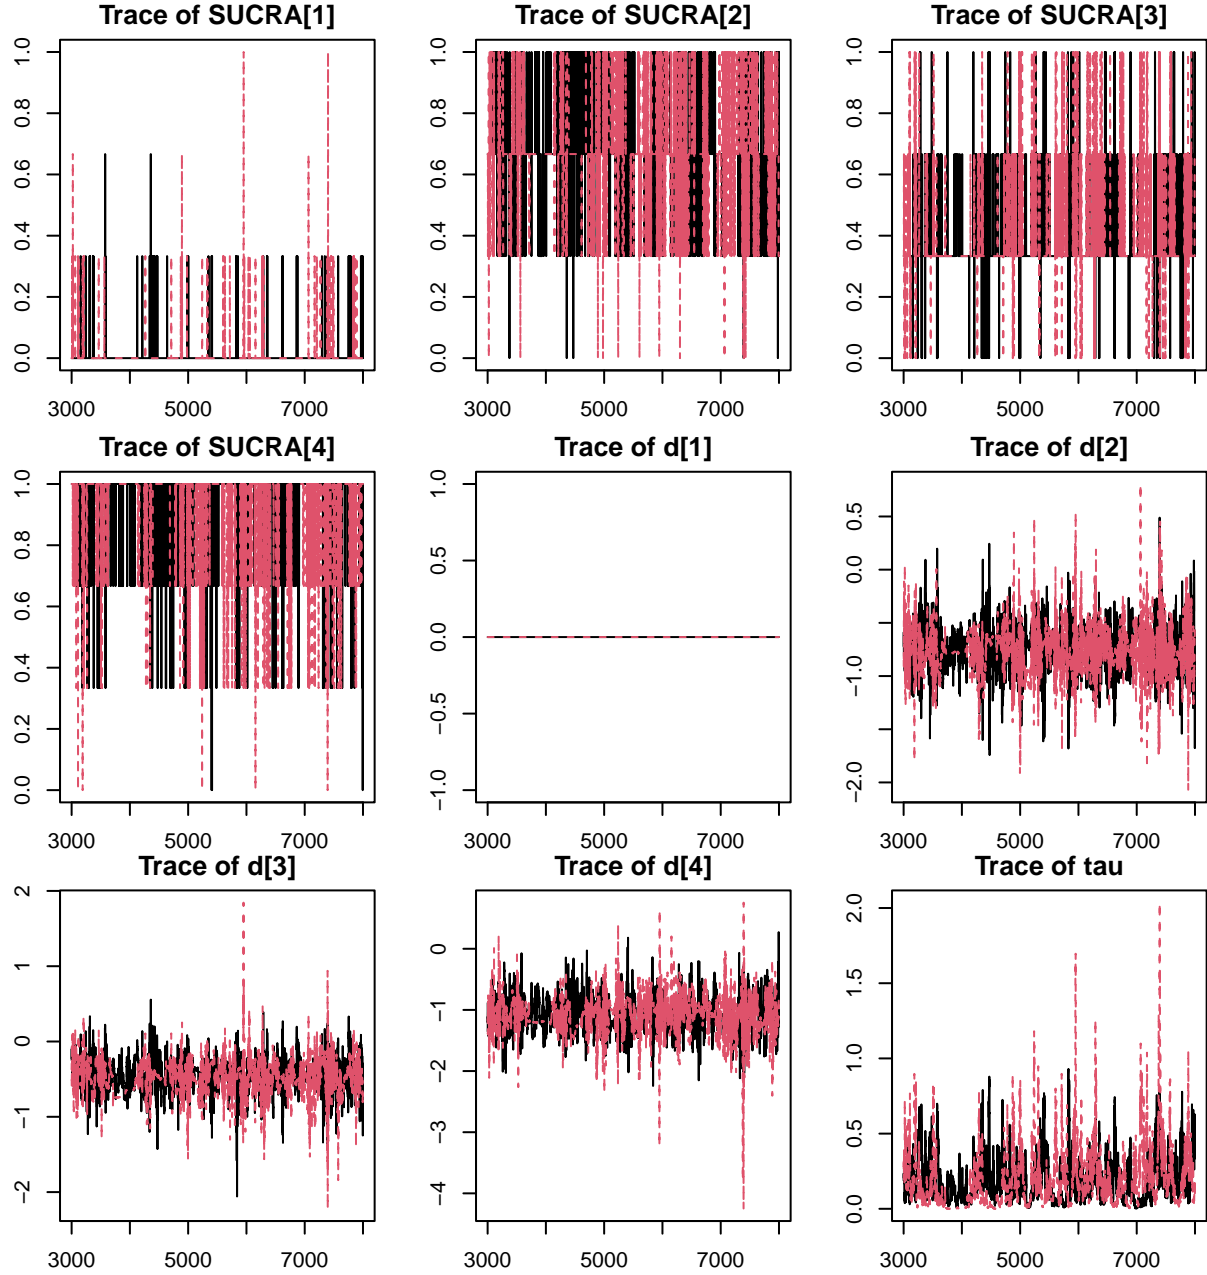 Trace of SUCRA[1]
0.0 0.2 0.4 0.6 0.8 1.0
3000 5000 7000
Trace of SUCRA[2]
0.0 0.2 0.4 0.6 0.8 1.0
3000 5000 7000
Trace of SUCRA[3]
0.0 0.2 0.4 0.6 0.8 1.0
3000 5000 7000
Trace of SUCRA[4]
0.0 0.2 0.4 0.6 0.8 1.0
3000 5000 7000
Trace of d[1]
−1.0 −0.5 0.0 0.5 1.0
3000 5000 7000
Trace of d[2]
−2.0 −1.0 0.0 0.5
3000 5000 7000
Trace of d[3]
−2 −1 0 1 2
3000 5000 7000
Trace of d[4]
−4 −3 −2 −1 0
3000 5000 7000
Trace of tau
0.0 0.5 1.0 1.5 2.0
3000 5000 7000